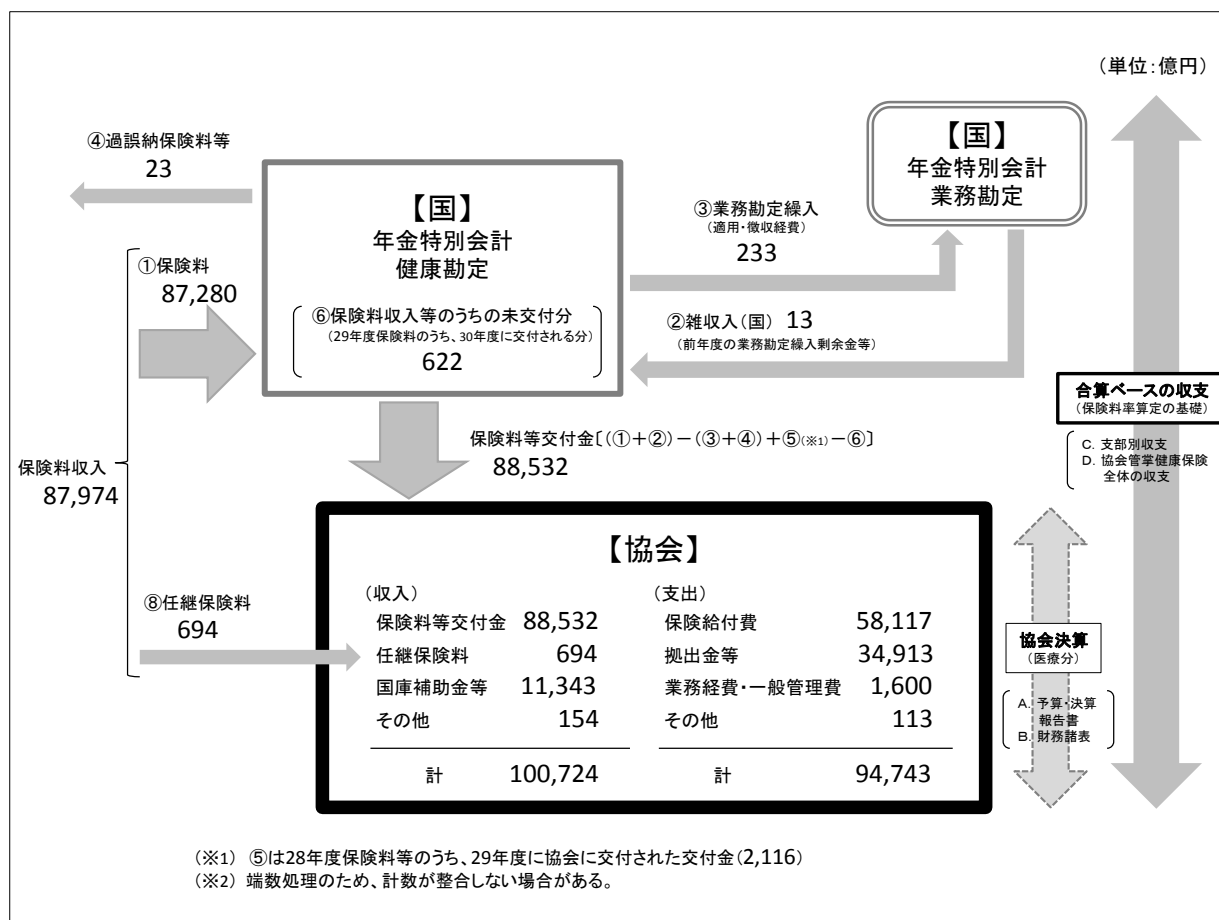 （単位：億円）
④過誤納保険料等
23
【国】
年金特別会計
業務勘定
【国】
年金特別会計
健康勘定
③業務勘定繰入
（適用・徴収経費）
233
①保険料
87,280
⑥保険料収入等のうちの未交付分
（29年度保険料のうち、30年度に交付される分）
622
②雑収入（国） 13
（前年度の業務勘定繰入剰余金等）
合算ベースの収支
（保険料率算定の基礎）
保険料等交付金〔（①＋②）－（③＋④）＋⑤(※1)－⑥〕
88,532
C. 支部別収支
D. 協会管掌健康保険
全体の収支
保険料収入
87,974
【協会】
（収入） （支出）
保険料等交付金 88,532 保険給付費 58,117
任継保険料 694 拠出金等 34,913
国庫補助金等 11,343 業務経費・一般管理費 1,600
その他 154 その他 113
計 100,724 計 94,743
⑧任継保険料
694
協会決算
（医療分）
A. 予算・決算
報告書
B. 財務諸表
（※1） ⑤は28年度保険料等のうち、29年度に協会に交付された交付金（2,116）
（※2） 端数処理のため、計数が整合しない場合がある。